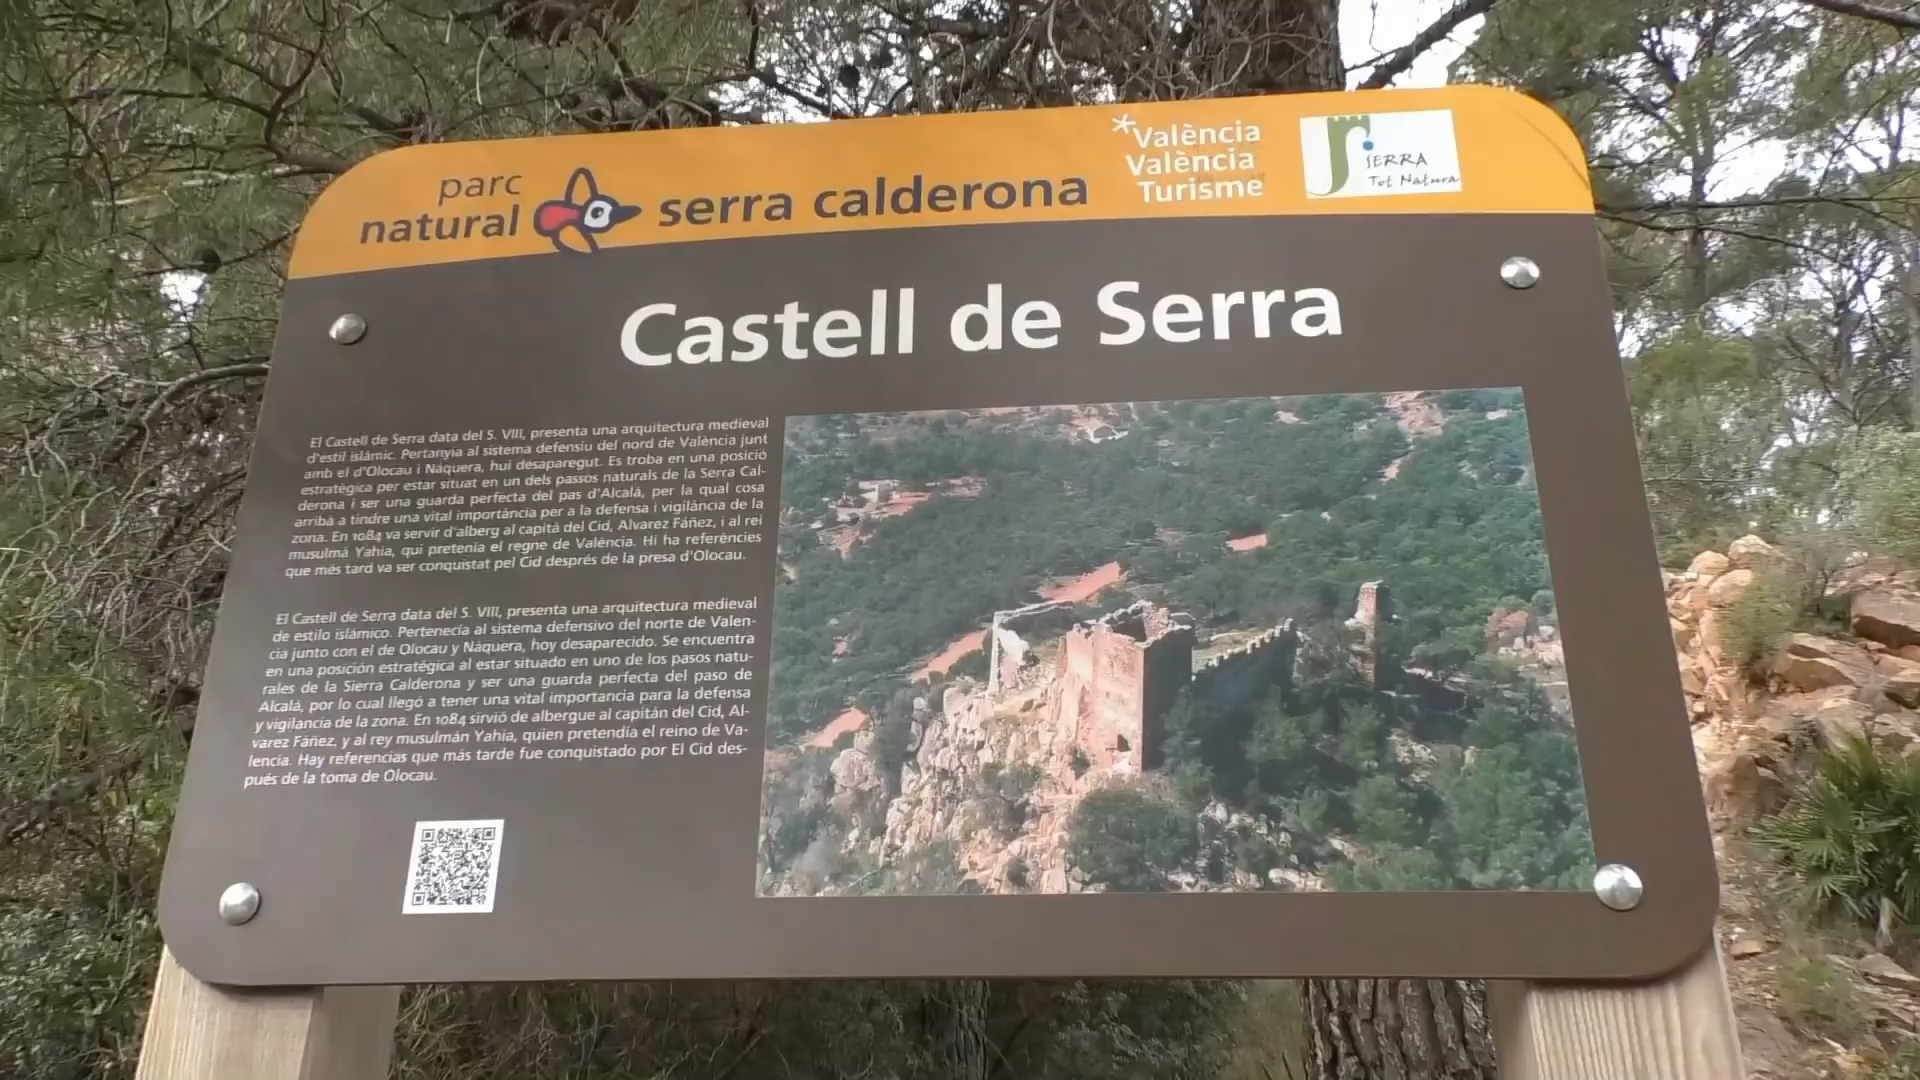 parc
natural serra calderona
*València
València
Turisme
SERRA
Tot Natura
Castell de Serra
El Castell de Serra data del S. VIII, presenta una arquitectura medieval
d'estil islàmic. Pertanyia al sistema defensiu del nord de València junt
amb el d'Olocau i Nàquera, hui desaparegut. Es troba en una posició
estratègica per estar situat en un dels passos naturals de la Serra Cal-
derona i ser una guarda perfecta del pas d'Alcalà, per la qual cosa
arribà a tindre una vital importància per a la defensa i vigilància de la
zona. En 1084 va servir d'alberg al capità del Cid, Alvarez Fáñez, i al rei
musulmà Yahía, qui pretenia el regne de València. Hi ha referències
que més tard va ser conquistat pel Cid després de la presa d'Olocau.
El Castell de Serra data del S. VIII, presenta una arquitectura medieval
de estilo islámico. Pertenecía al sistema defensivo del norte de Valen-
cia junto con el de Olocau y Nàquera, hoy desaparecido. Se encuentra
en una posición estratégica al estar situado en uno de los pasos natu-
rales de la Sierra Calderona y ser una guarda perfecta del paso de
Alcalá, por lo cual llegó a tener una vital importancia para la defensa
y vigilancia de la zona. En 1084 sirvió de albergue al capitán del Cid, Al-
varez Fáñez, y al rey musulmán Yahía, quien pretendía el reino de Va-
lencia. Hay referencias que más tarde fue conquistado por El Cid des-
pués de la toma de Olocau.